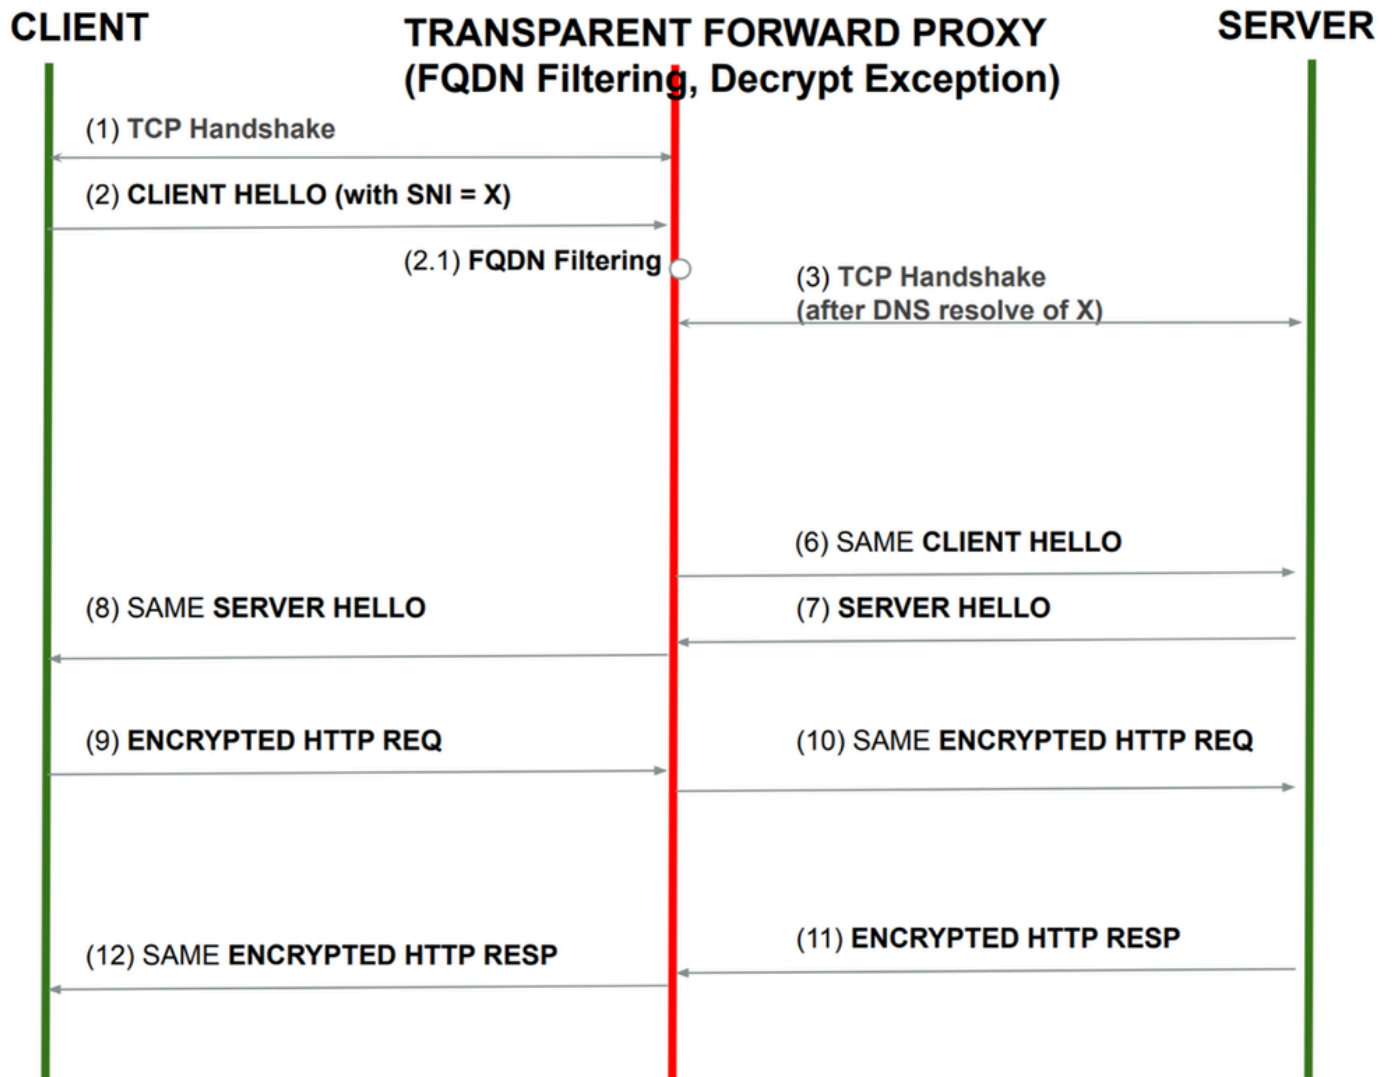 CLIENT
TRANSPARENT FORWARD PROXY
(FQDN Filtering, Decrypt Exception)
SERVER
(1) TCP Handshake
(2) CLIENT HELLO (with SNI = X)
(2.1) FQDN Filtering
(3) TCP Handshake
(after DNS resolve of X)
(6) SAME CLIENT HELLO
(8) SAME SERVER HELLO
(7) SERVER HELLO
(9) ENCRYPTED HTTP REQ
(10) SAME ENCRYPTED HTTP REQ
(11) ENCRYPTED HTTP RESP
(12) SAME ENCRYPTED HTTP RESP